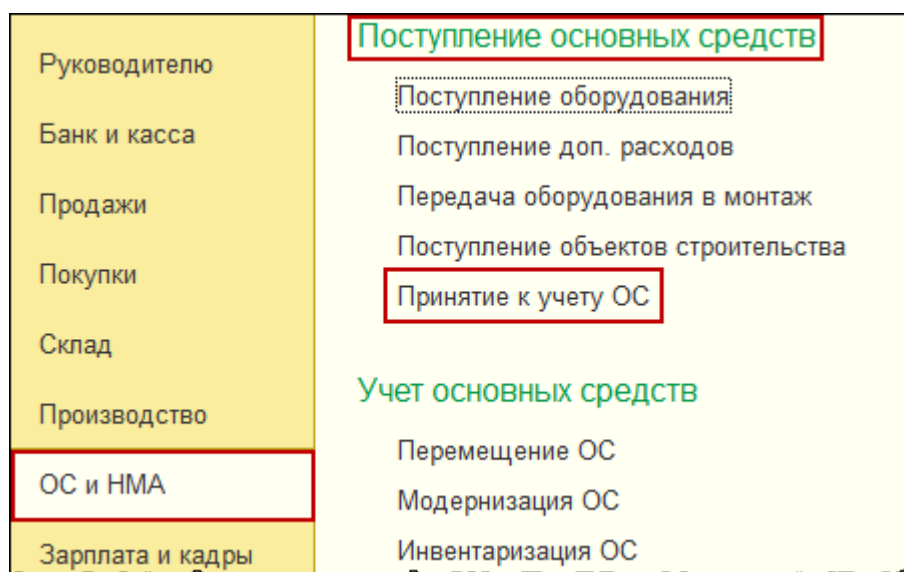 Руководителю
Банк и касса
Продажи
Покупки
Склад
Производство
ОС и НМА
Зарплата и кадры
Поступление основных средств
Поступление оборудования
Поступление доп. расходов
Передача оборудования в монтаж
Поступление объектов строительства
Принятие к учету ОС
Учет основных средств
Перемещение ОС
Модернизация ОС
Инвентаризация ОС